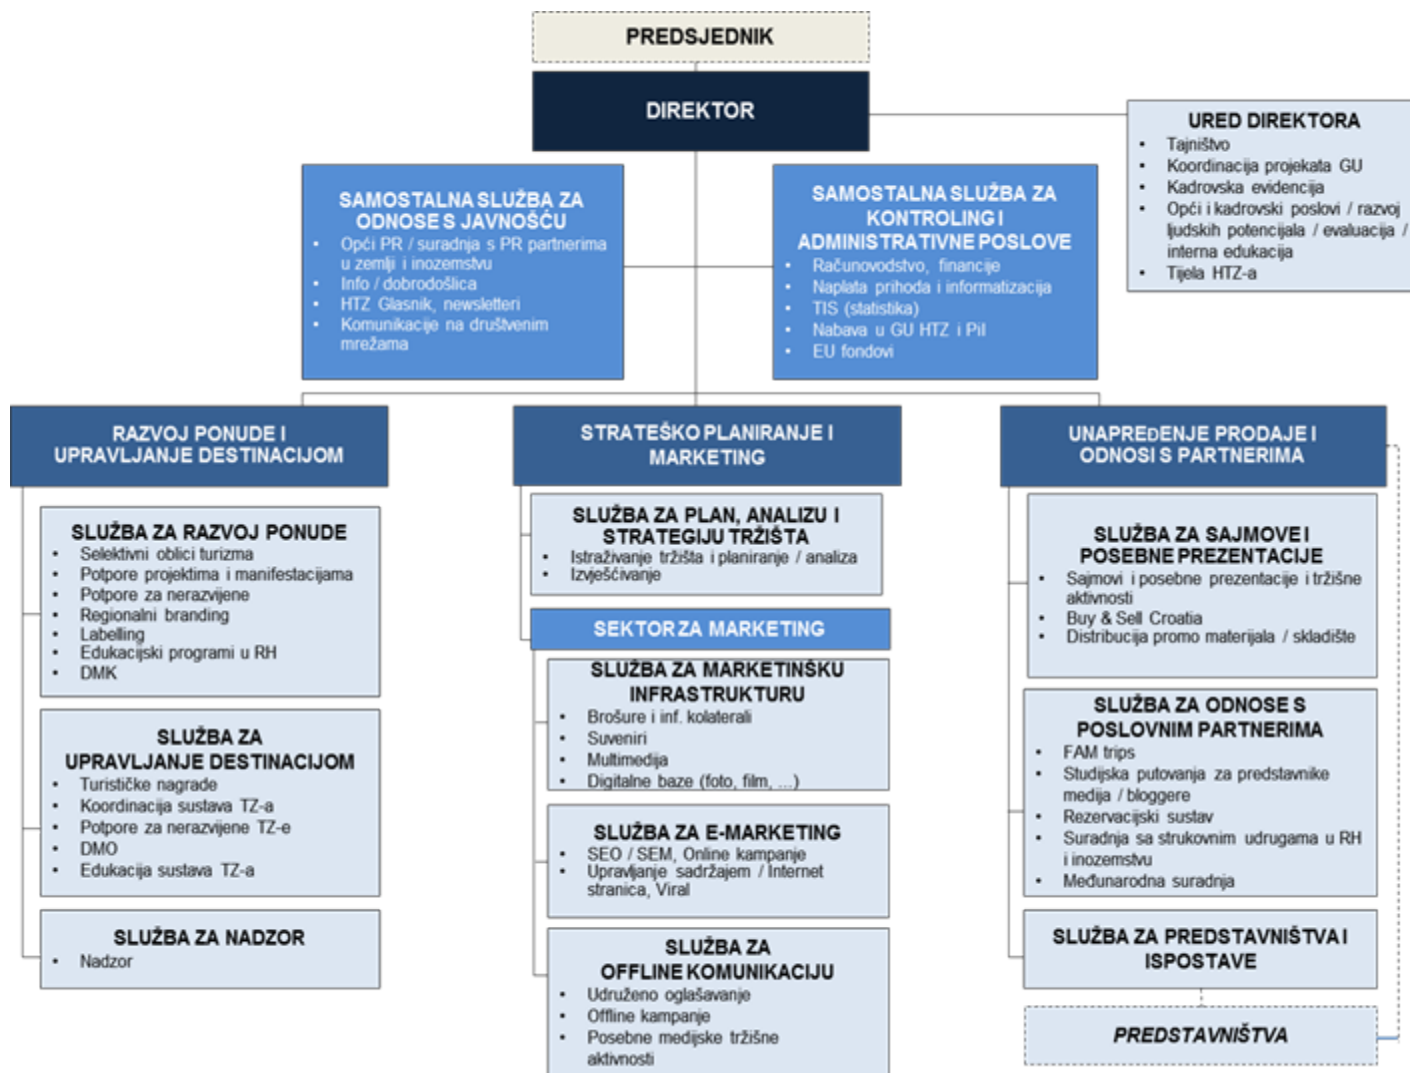 PREDSJEDNIK
DIREKTOR
URED DIREKTORA
• Tajništvo
• Koordinacija projekata GU
• Kadrovska evidencija
• Opći i kadrovski poslovi / razvoj
ljudskih potencijala / evaluacija /
interna edukacija
• Tijela HTZ-a
SAMOSTALNA SLUŽBA ZA
ODNOSE S JAVNOŠĆU
• Opći PR / suradnja s PR partnerima
u zemlji i inozemstvu
• Info / dobrodošlica
• HTZ Glasnik, newsletteri
• Komunikacije na društvenim
mrežama
SAMOSTALNA SLUŽBA ZA
KONTROLING I
ADMINISTRATIVNE POSLOVE
• Računovodstvo, financije
• Naplata prihoda i informatizacija
• TIS (statistika)
• Nabava u GU HTZ i PiI
• EU fondovi
RAZVOJ PONUDE I
UPRAVLJANJE DESTINACIJOM
SLUŽBA ZA RAZVOJ PONUDE
• Selektivni oblici turizma
• Potpore projektima i manifestacijama
• Potpore za nerazvijene
• Regionalni branding
• Labelling
• Edukacijski programi u RH
• DMK
SLUŽBA ZA
UPRAVLJANJE DESTINACIJOM
• Turističke nagrade
• Koordinacija sustava TZ-a
• Potpore za nerazvijene TZ-e
• DMO
• Edukacija sustava TZ-a
SLUŽBA ZA NADZOR
• Nadzor
STRATEŠKO PLANIRANJE I
MARKETING
SLUŽBA ZA PLAN, ANALIZU I
STRATEGIJU TRŽIŠTA
• Istraživanje tržišta i planiranje / analiza
• Izvješćivanje
SEKTOR ZA MARKETING
SLUŽBA ZA MARKETINŠKU
INFRASTRUKTURU
• Brošure i inf. kolaterali
• Suveniri
• Multimedija
• Digitalne baze (foto, film, ...)
SLUŽBA ZA E-MARKETING
• SEO / SEM, Online kampanje
• Upravljanje sadržajem / Internet
stranica, Viral
SLUŽBA ZA
OFFLINE KOMUNIKACIJU
• Udruženo oglašavanje
• Offline kampanje
• Posebne medijske tržišne
aktivnosti
UNAPREĐENJE PRODAJE I
ODNOSI S PARTNERIMA
SLUŽBA ZA SAJMOVE I
POSEBNE PREZENTACIJE
• Sajmovi i posebne prezentacije i tržišne
aktivnosti
• Buy & Sell Croatia
• Distribucija promo materijala / skladište
SLUŽBA ZA ODNOSE S
POSLOVNIM PARTNERIMA
• FAM trips
• Studijska putovanja za predstavnike
medija / bloggere
• Rezervacijski sustav
• Suradnja sa strukovnim udrugama u RH
i inozemstvu
• Međunarodna suradnja
SLUŽBA ZA PREDSTAVNIŠTVA I
ISPOSTAVE
PREDSTAVNIŠTVA